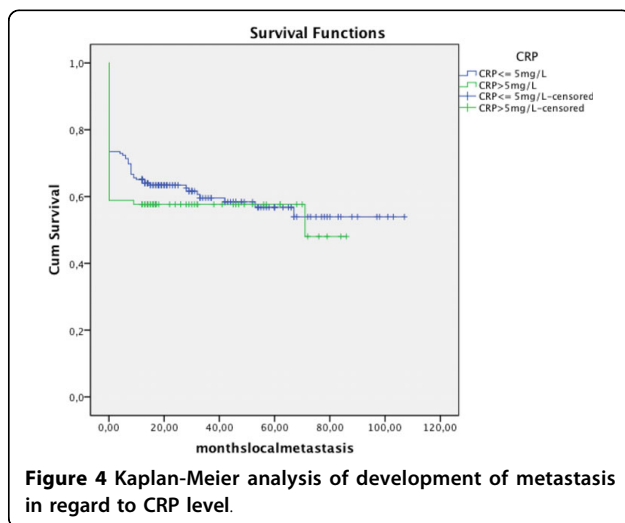 Survival Functions
CRP
CRP<= 5mg/L
CRP>5mg/L
CRP<= 5mg/L-censored
CRP>5mg/L-censored
Cum Survival
1,0
0,8
0,6
0,4
0,2
0,0
0,00 20,00 40,00 60,00 80,00 100,00 120,00
monthslocalmetastasis
Figure 4 Kaplan-Meier analysis of development of metastasis
in regard to CRP level.